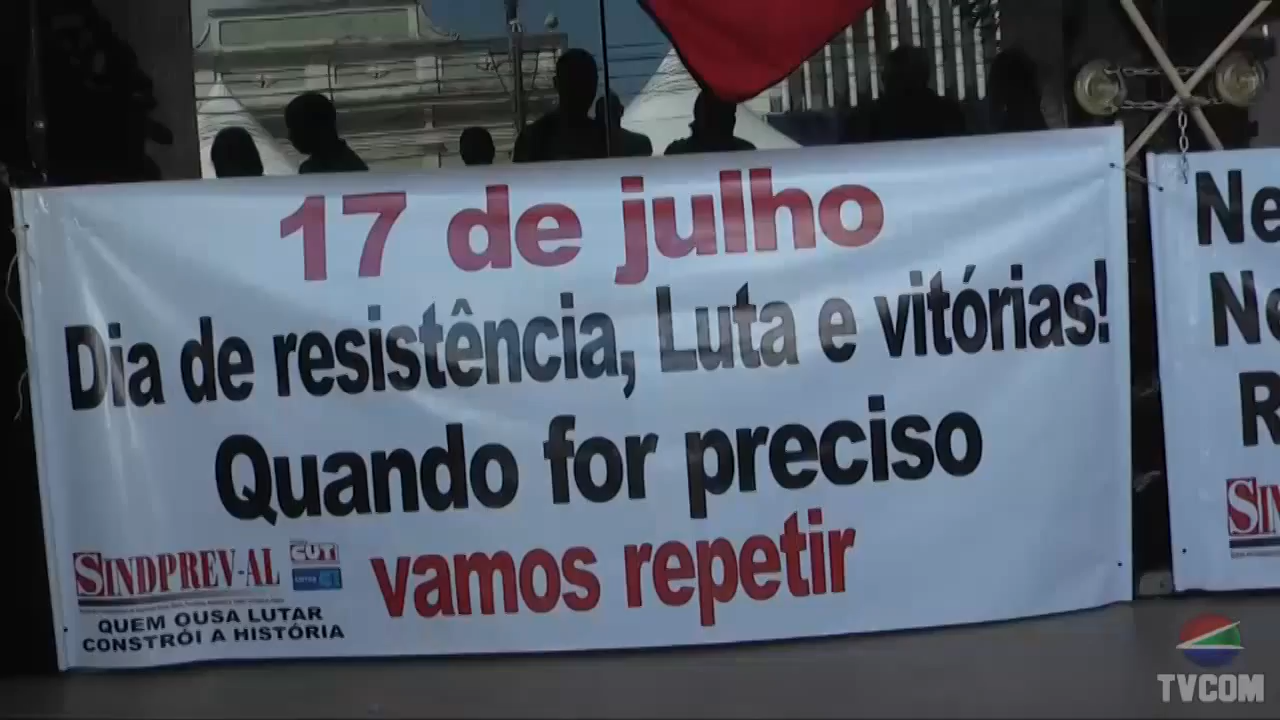 17 de julho
Dia de resistência, Luta e vitórias!
Quando for preciso
vamos repetir
SINDPREV-AL
CUT
QUEM OUSA LUTAR
CONSTRÓI A HISTÓRIA
Ne
TVCOM